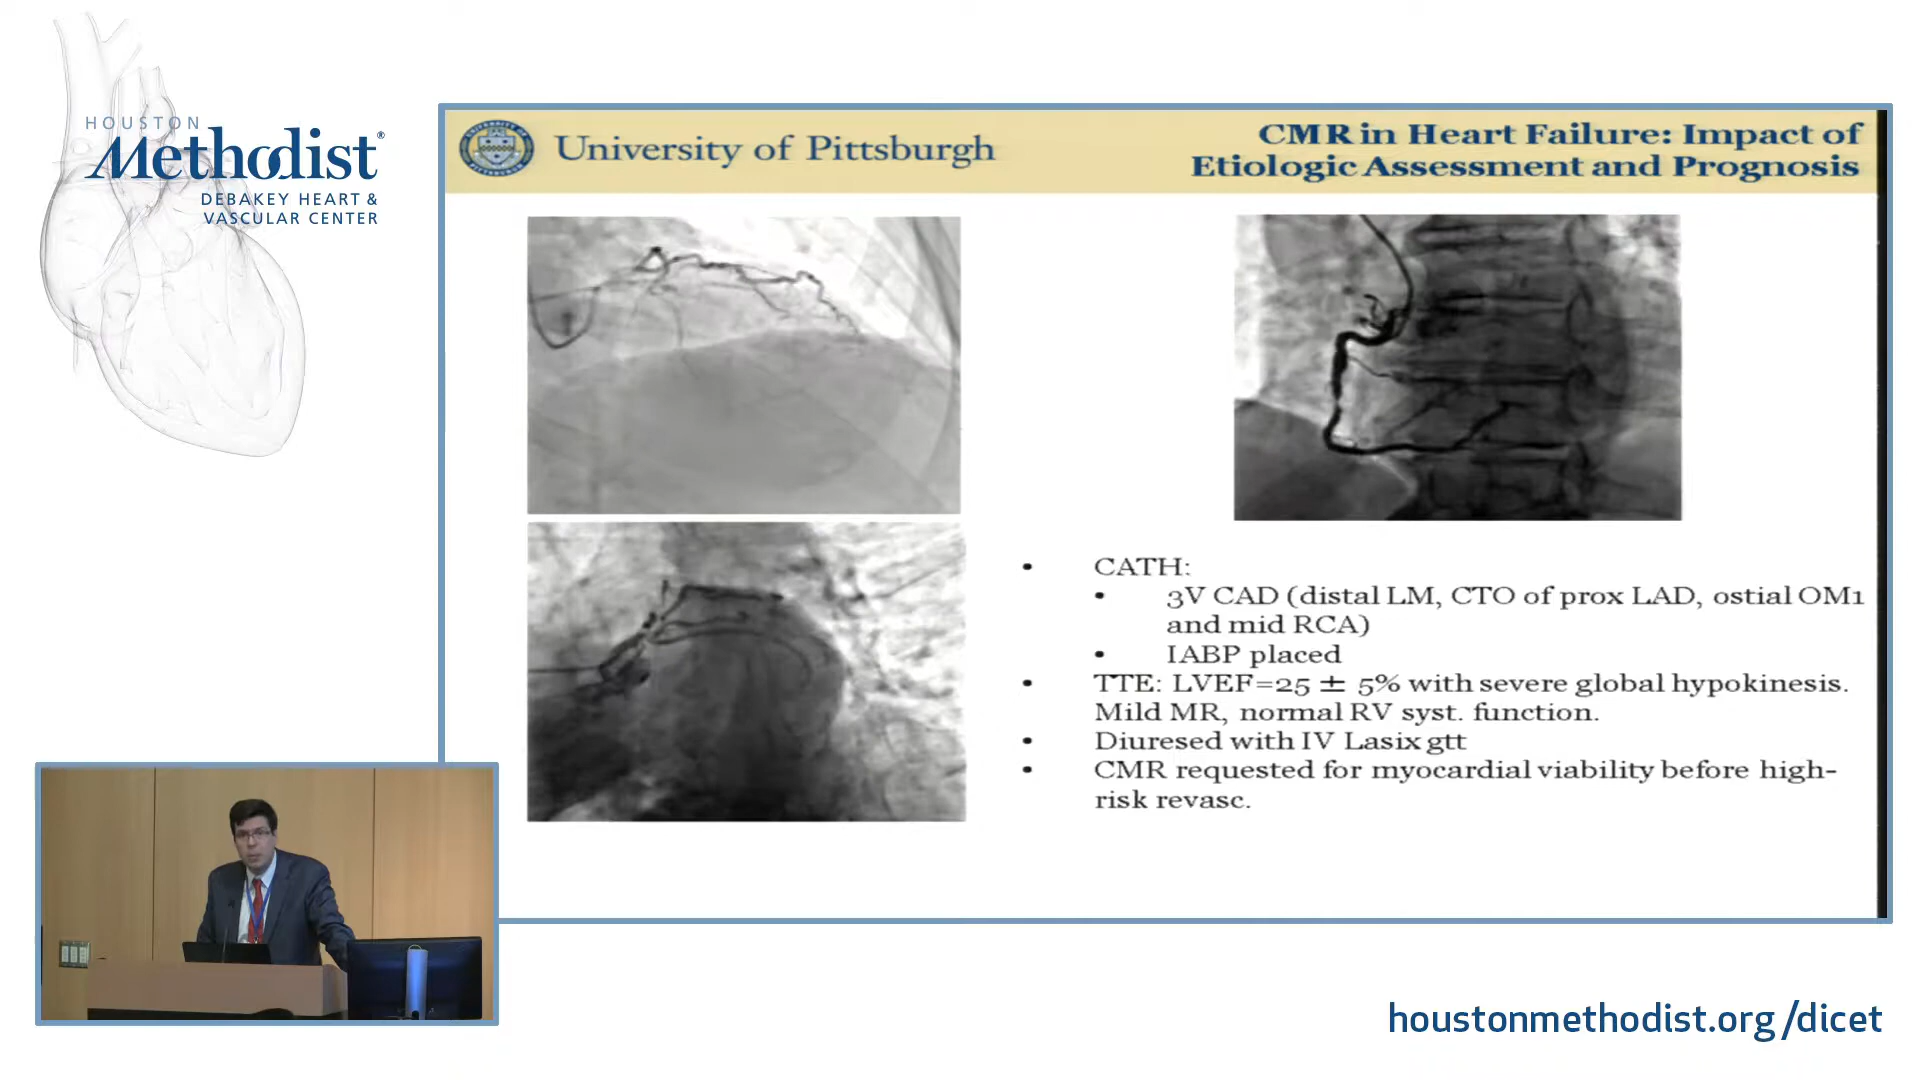 HOUSTON
Methodist®
DEBAKEY HEART &
VASCULAR CENTER
University of Pittsburgh
CMR in Heart Failure: Impact of
Etiologic Assessment and Prognosis
• CATH:
• 3V CAD (distal LM, CTO of prox LAD, ostial OM1
and mid RCA)
• IABP placed
• TTE: LVEF=25 ± 5% with severe global hypokinesis.
Mild MR, normal RV syst. function.
• Diuresed with IV Lasix gtt
• CMR requested for myocardial viability before high-
risk revasc.
houstonmethodist.org/dicet